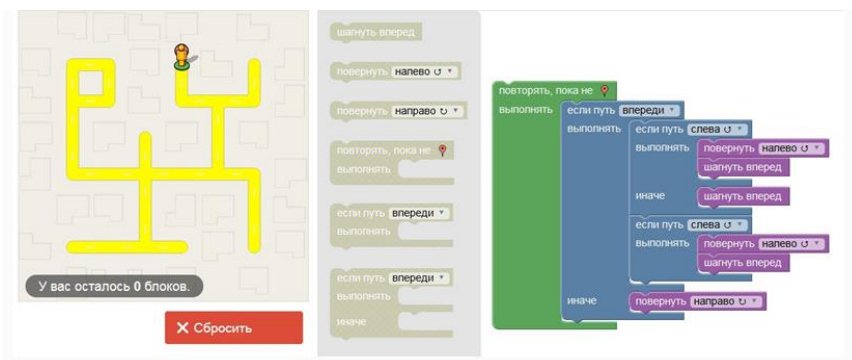 У вас осталось 0 блоков.
Сбросить
шагнуть вперед
повернуть налево ↺
повернуть направо ↻
повторять, пока не
выполнять
если путь впереди
выполнять
если путь впереди
выполнять
иначе
повторять, пока не
выполнять если путь впереди
выполнять если путь слева ↺
выполнять повернуть налево ↺
шагнуть вперед
иначе шагнуть вперед
если путь слева ↺
выполнять повернуть налево ↺
шагнуть вперед
иначе повернуть направо ↻